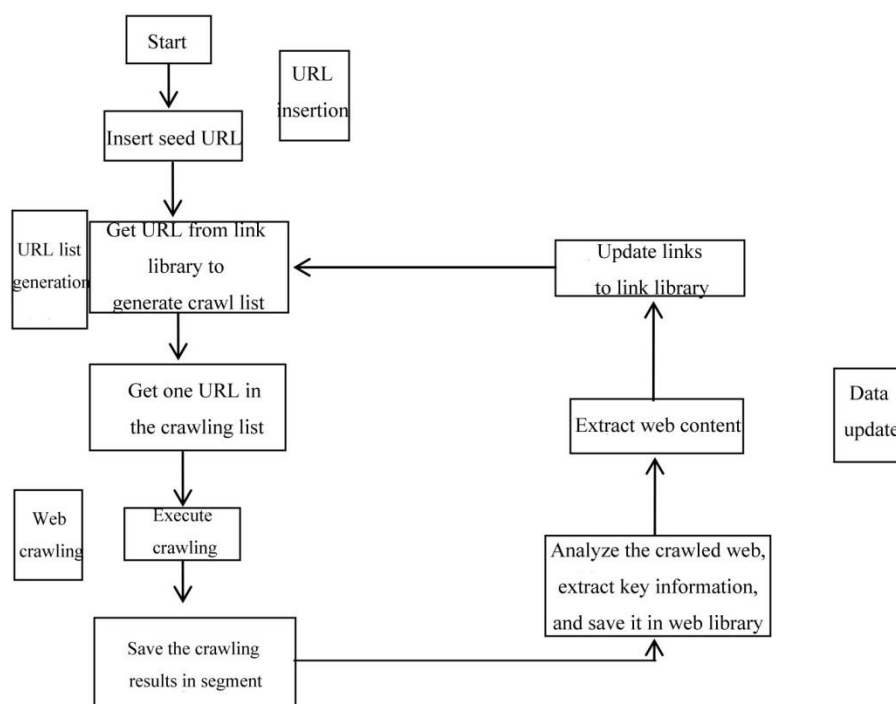 Start
URL
insertion
Insert seed URL
URL list
generation
Get URL from link
library to
generate crawl list
Update links
to link library
Get one URL in
the crawling list
Extract web content
Data
update
Web
crawling
Execute
crawling
Analyze the crawled web,
extract key information,
and save it in web library
Save the crawling
results in segment